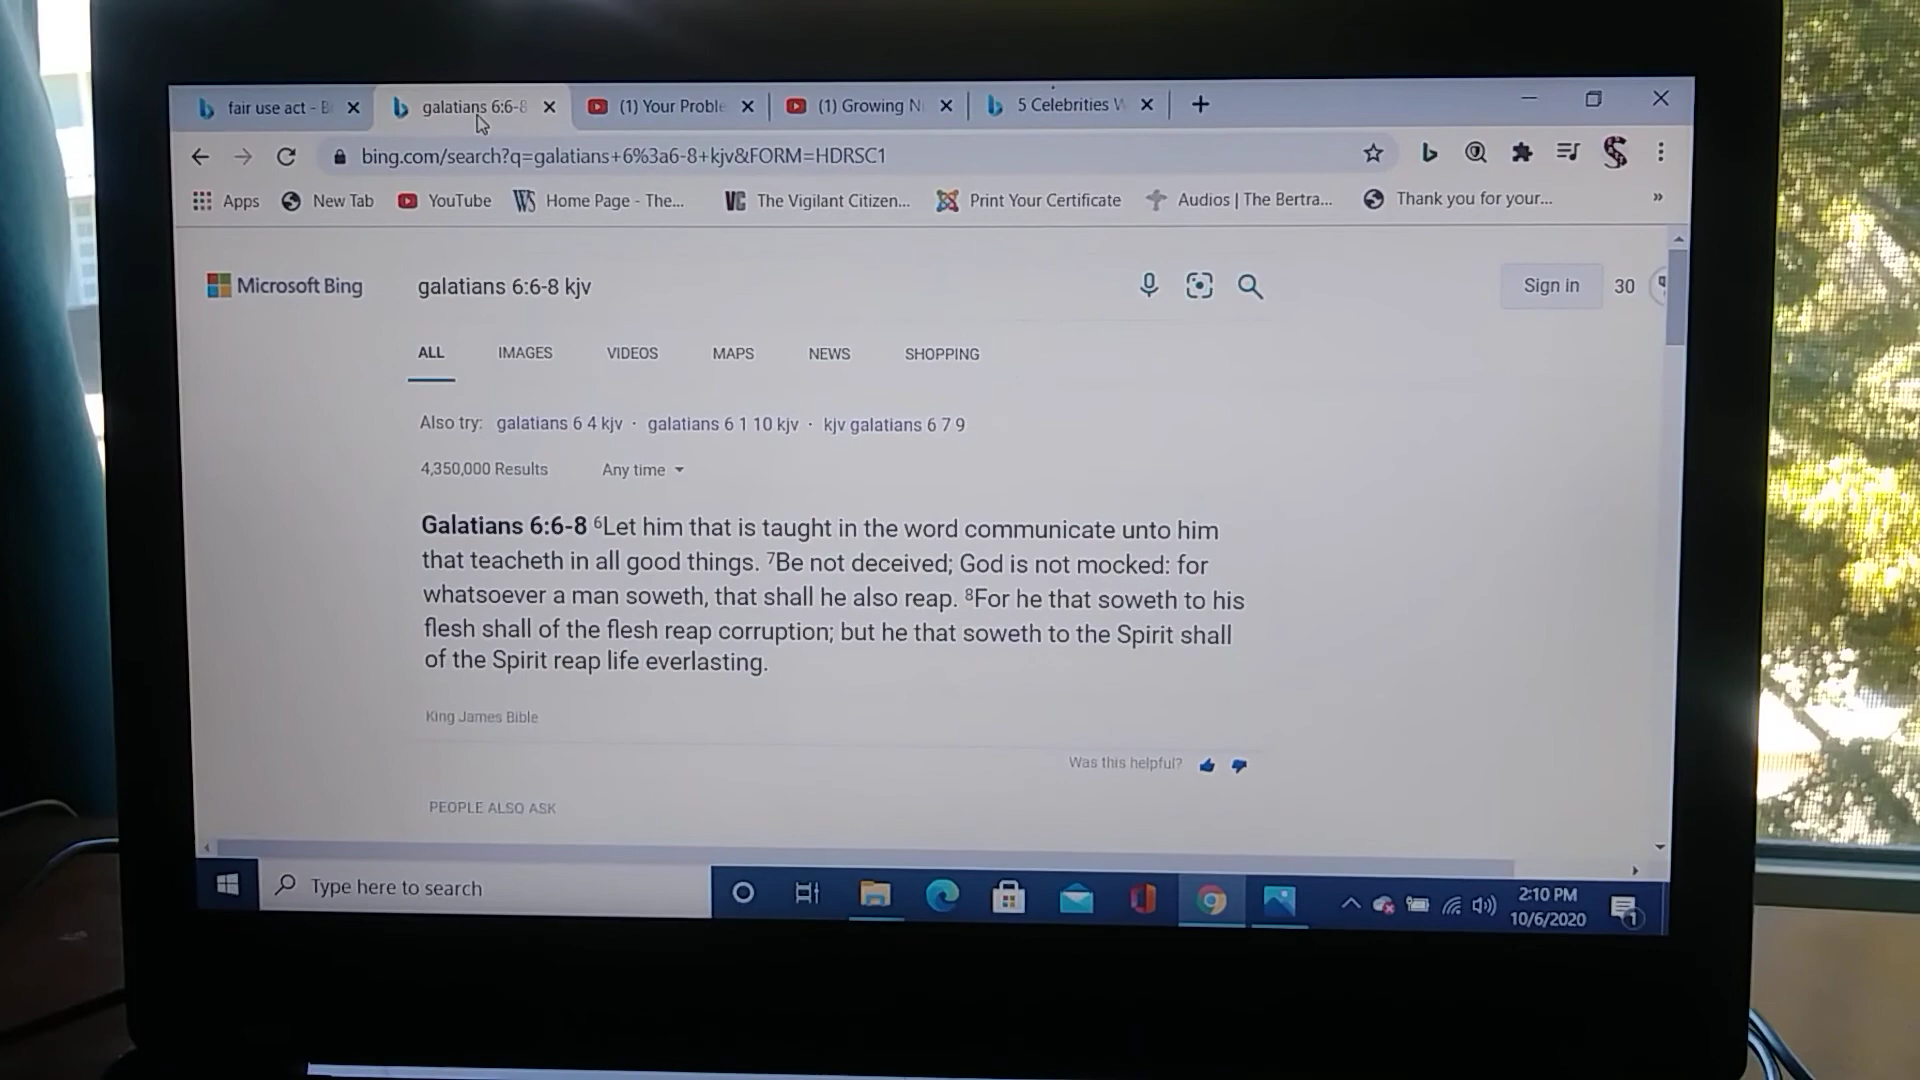 fair use act - B
galatians 6:6-8
(1) Your Proble
(1) Growing N
5 Celebrities W
bing.com/search?q=galatians+6%3a6-8+kjv&FORM=HDRSC1
Apps
New Tab
YouTube
WS Home Page - The...
VC The Vigilant Citizen...
Print Your Certificate
Audios | The Bertra...
Thank you for your...
»
Microsoft Bing
galatians 6:6-8 kjv
Sign in
30
ALL IMAGES VIDEOS MAPS NEWS SHOPPING
Also try: galatians 6 4 kjv · galatians 6 1 10 kjv · kjv galatians 6 7 9
4,350,000 Results Any time
Galatians 6:6-8 6Let him that is taught in the word communicate unto him
that teacheth in all good things. 7Be not deceived; God is not mocked: for
whatsoever a man soweth, that shall he also reap. 8For he that soweth to his
flesh shall of the flesh reap corruption; but he that soweth to the Spirit shall
of the Spirit reap life everlasting.
King James Bible
Was this helpful?
PEOPLE ALSO ASK
Type here to search
2:10 PM
10/6/2020
1